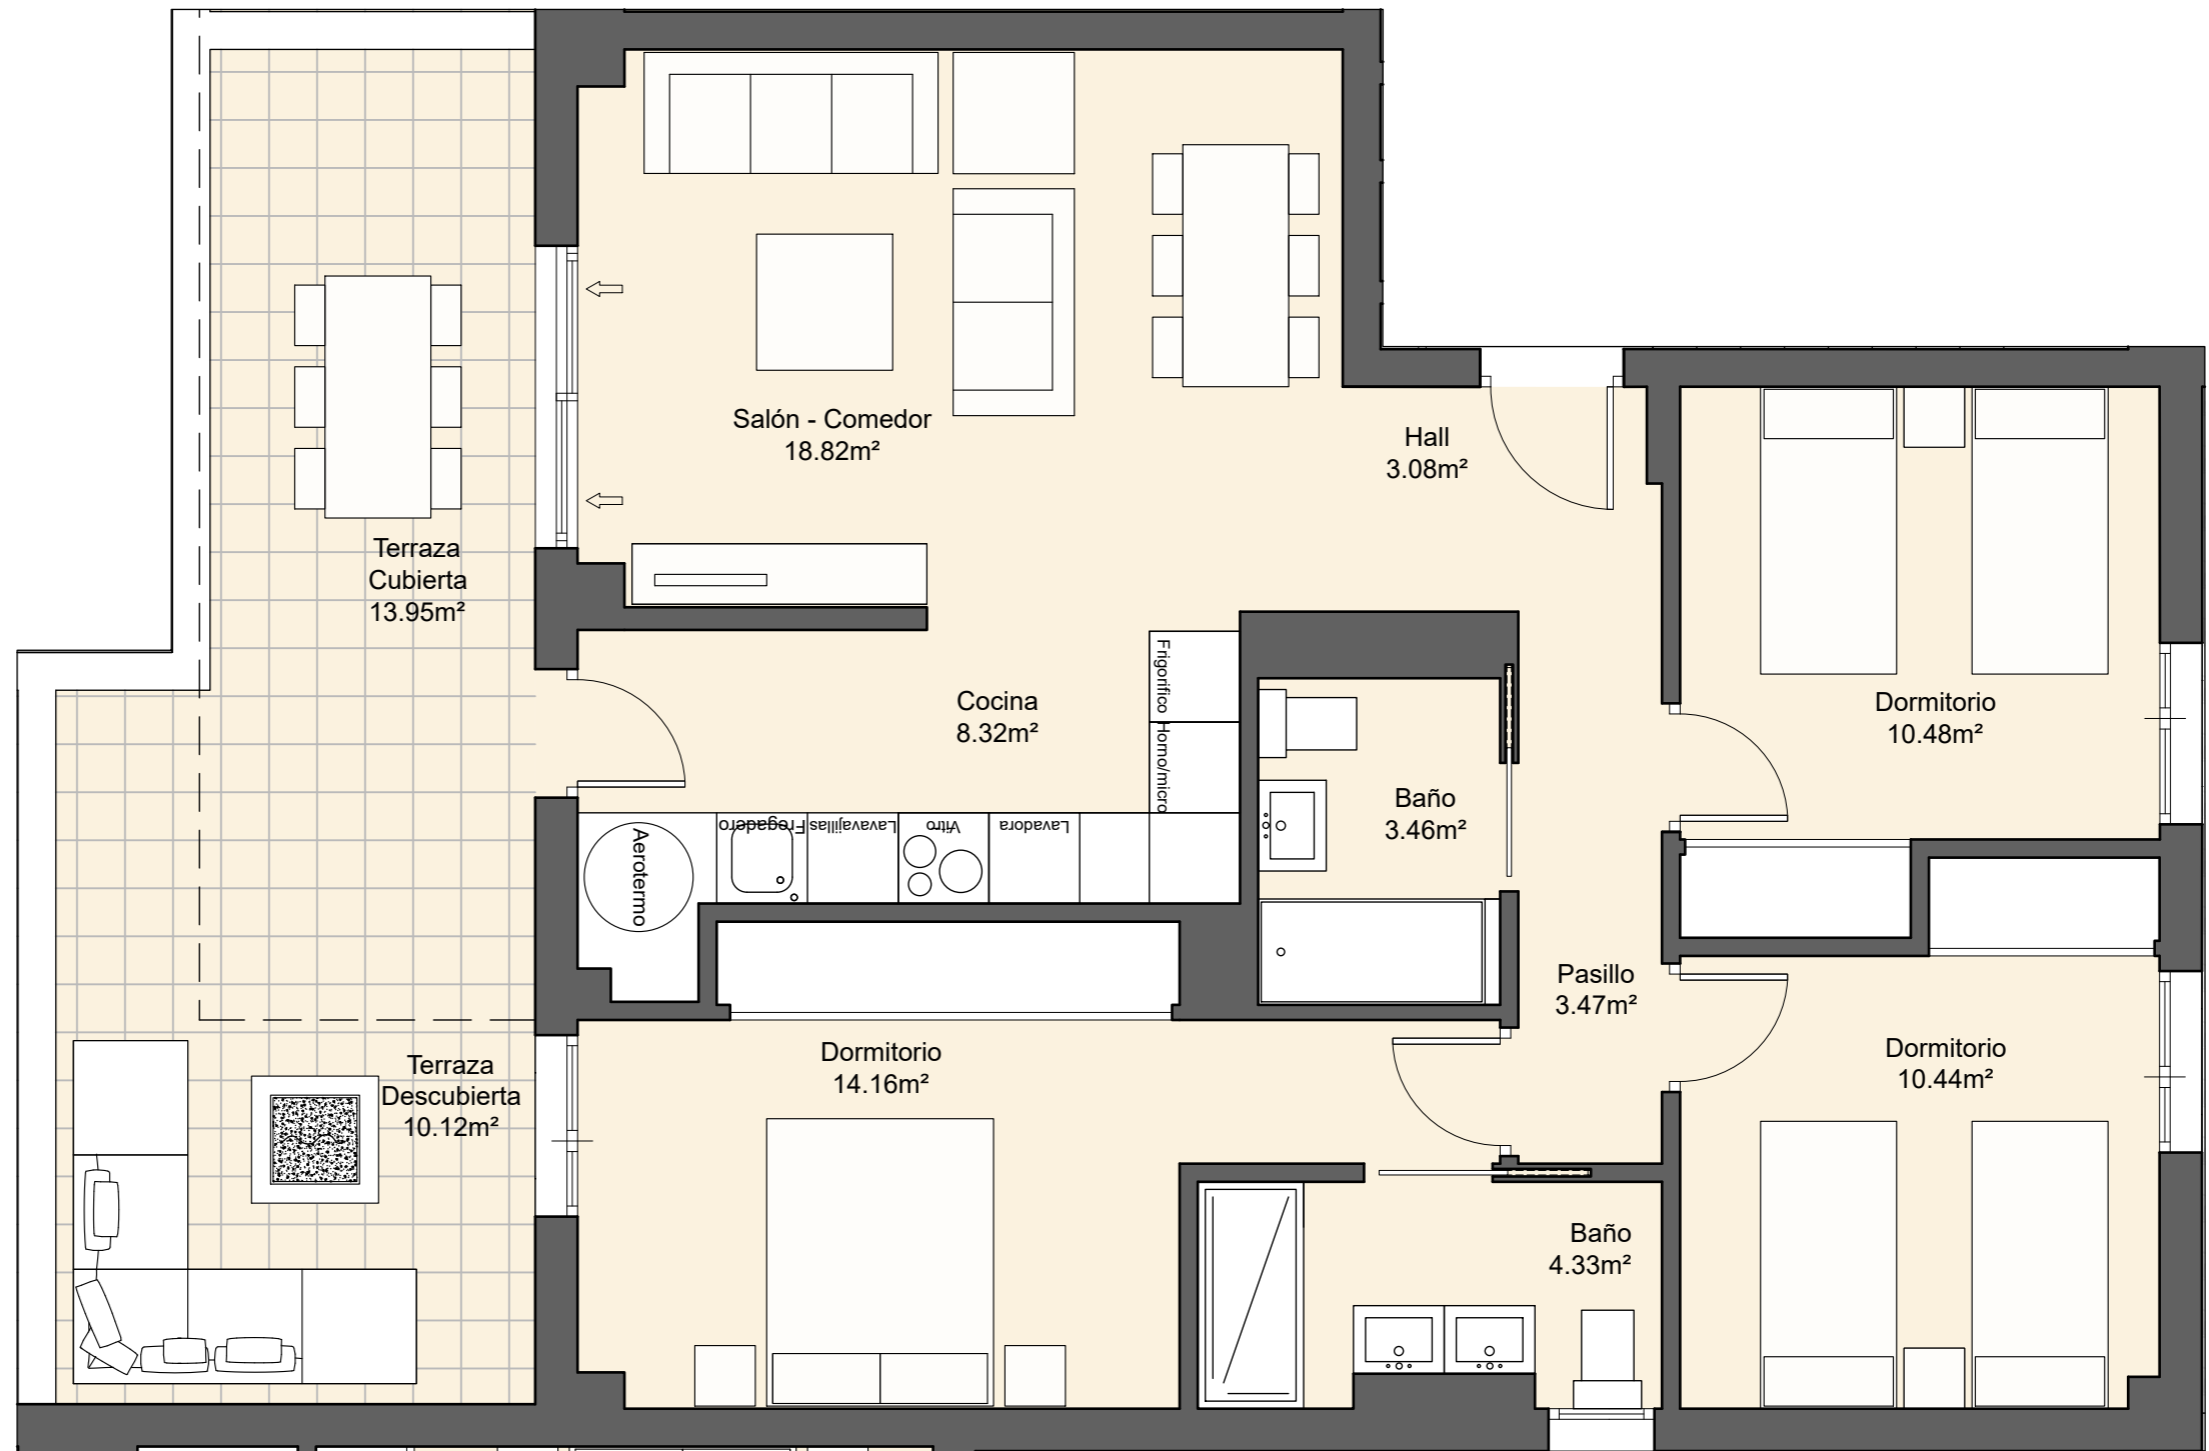 Salón - Comedor
18.82m²
Hall
3.08m²
Terraza
Cubierta
13.95m²
Frigorífico
Horno/micro
Cocina
8.32m²
Dormitorio
10.48m²
Baño
3.46m²
Aerotermo
Fregadero
Lavavajillas
Vitro
Lavadora
Pasillo
3.47m²
Terraza
Descubierta
10.12m²
Dormitorio
14.16m²
Dormitorio
10.44m²
Baño
4.33m²